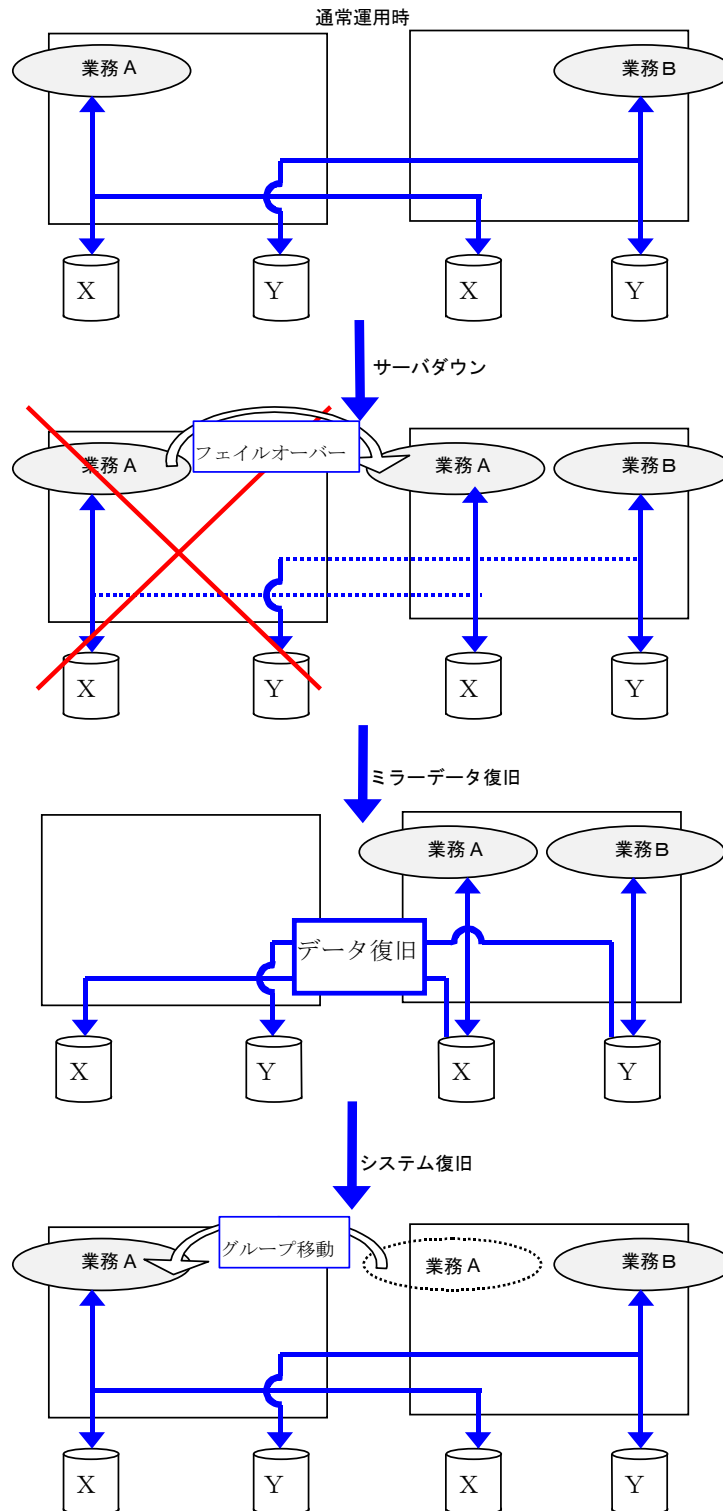 通常運用時
業務A
業務B
X
Y
X
Y
サーバダウン
フェイルオーバー
業務A
業務A
業務B
X
Y
X
Y
ミラーデータ復旧
業務A
業務B
データ復旧
X
Y
X
Y
システム復旧
グループ移動
業務A
業務A
業務B
X
Y
X
Y